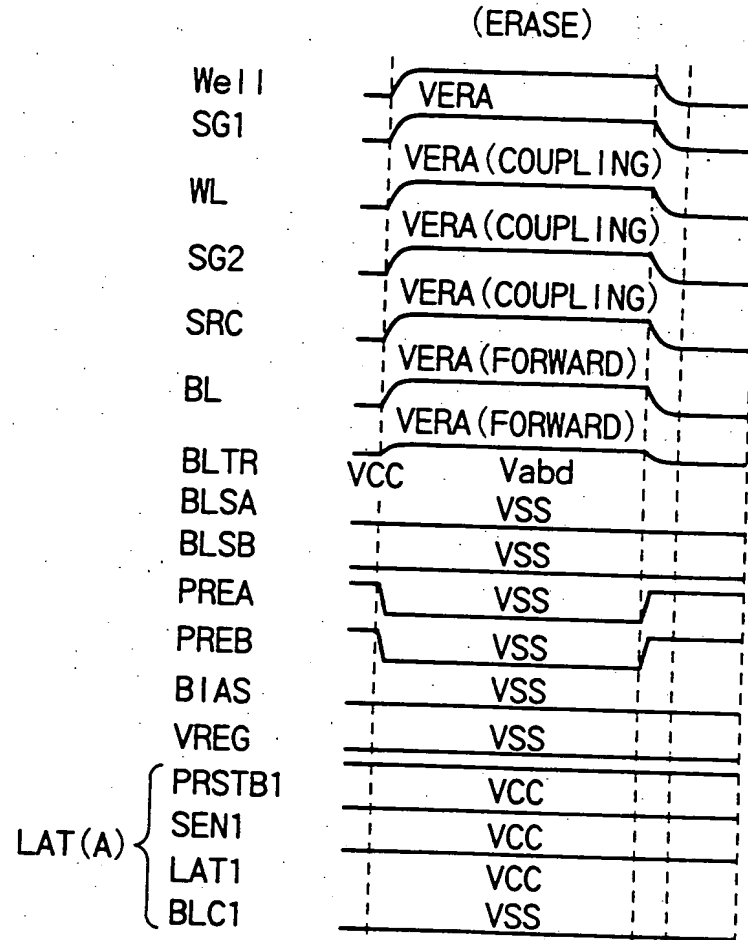 (ERASE)
Well
VERA
SG1
VERA(COUPLING)
WL
VERA(COUPLING)
SG2
VERA(COUPLING)
SRC
VERA(FORWARD)
BL
VERA(FORWARD)
BLTR
VCC Vabd
BLSA VSS
BLSB VSS
PREA VSS
PREB VSS
BIAS VSS
VREG VSS
PRSTB1 VCC
SEN1 VCC
LAT(A)
LAT1 VCC
BLC1 VSS